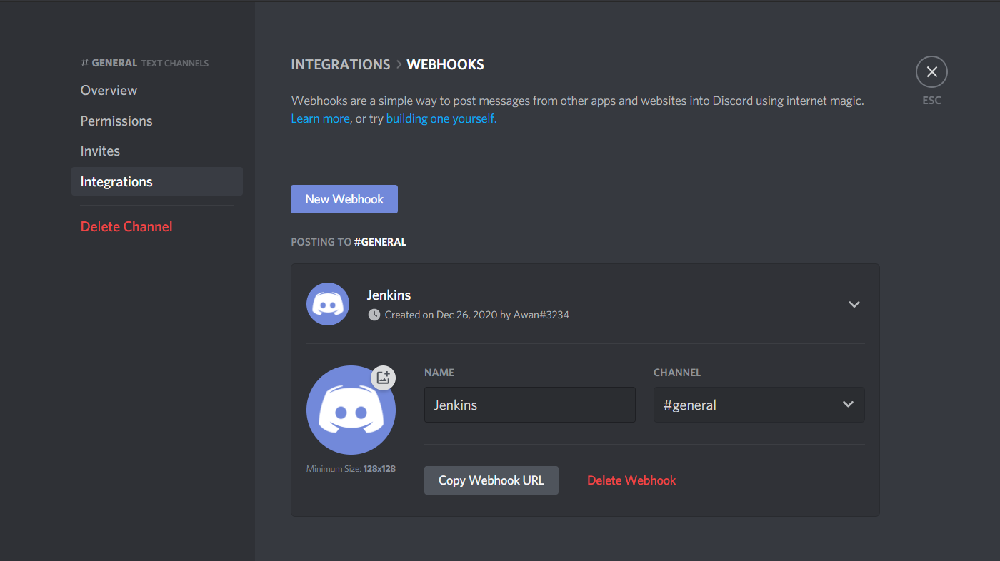 # GENERAL TEXT CHANNELS
Overview
Permissions
Invites
Integrations
Delete Channel
INTEGRATIONS > WEBHOOKS
Webhooks are a simple way to post messages from other apps and websites into Discord using internet magic.
Learn more, or try building one yourself.
ESC
New Webhook
POSTING TO #GENERAL
Jenkins
Created on Dec 26, 2020 by Awan#3234
Minimum Size: 128x128
NAME
Jenkins
CHANNEL
#general
Copy Webhook URL
Delete Webhook